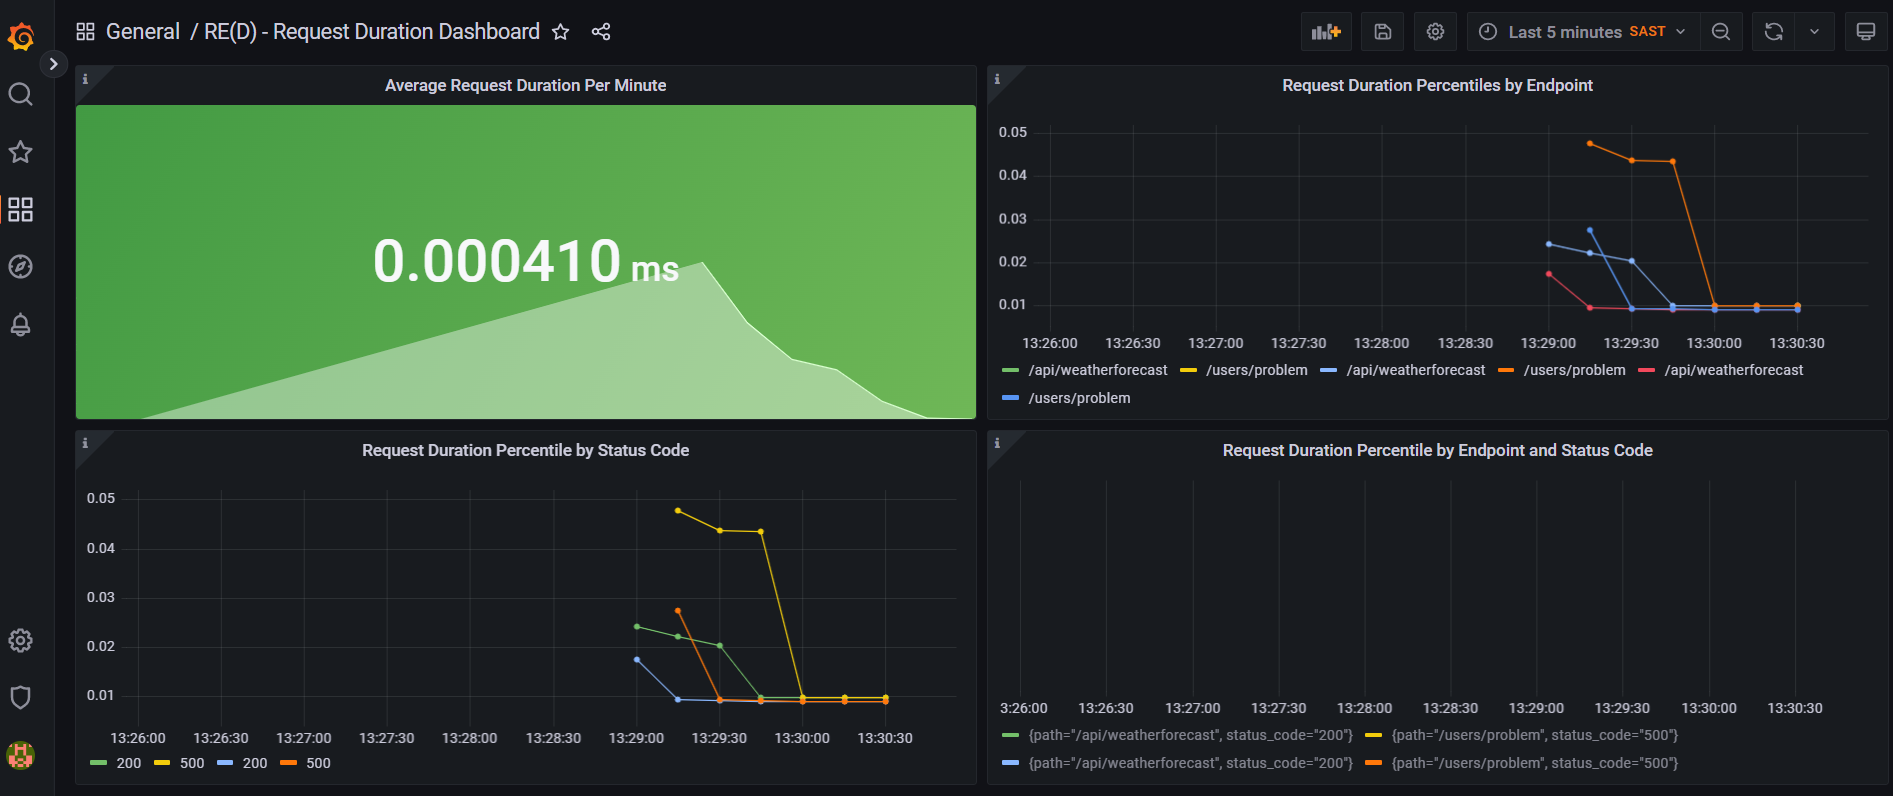 General / RE(D) - Request Duration Dashboard
Last 5 minutes SAST
Average Request Duration Per Minute
0.000410 ms
Request Duration Percentiles by Endpoint
0.05
0.04
0.03
0.02
0.01
13:26:00 13:26:30 13:27:00 13:27:30 13:28:00 13:28:30 13:29:00 13:29:30 13:30:00 13:30:30
/api/weatherforecast /users/problem /api/weatherforecast /users/problem /api/weatherforecast
/users/problem
Request Duration Percentile by Status Code
0.05
0.04
0.03
0.02
0.01
13:26:00 13:26:30 13:27:00 13:27:30 13:28:00 13:28:30 13:29:00 13:29:30 13:30:00 13:30:30
200 500 200 500
Request Duration Percentile by Endpoint and Status Code
3:26:00 13:26:30 13:27:00 13:27:30 13:28:00 13:28:30 13:29:00 13:29:30 13:30:00 13:30:30
{path="/api/weatherforecast", status_code="200"} {path="/users/problem", status_code="500"}
{path="/api/weatherforecast", status_code="200"} {path="/users/problem", status_code="500"}